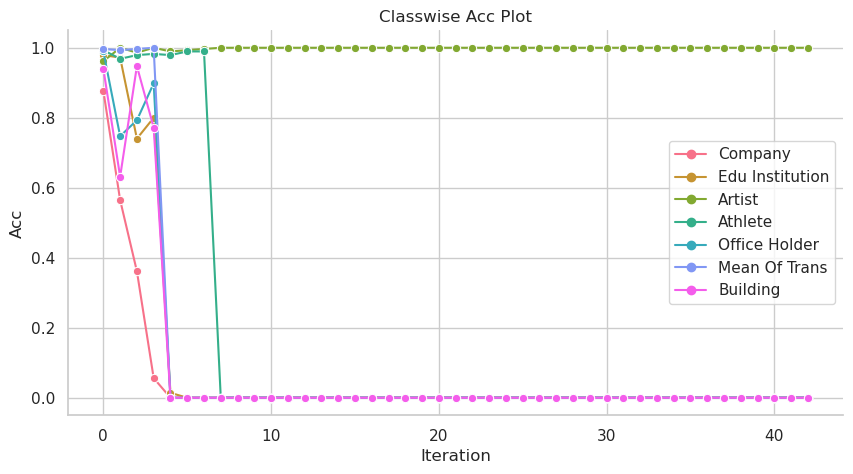 Classwise Acc Plot
1.0
0.8
0.6
0.4
0.2
0.0
Acc
Company
Edu Institution
Artist
Athlete
Office Holder
Mean Of Trans
Building
0 10 20 30 40
Iteration